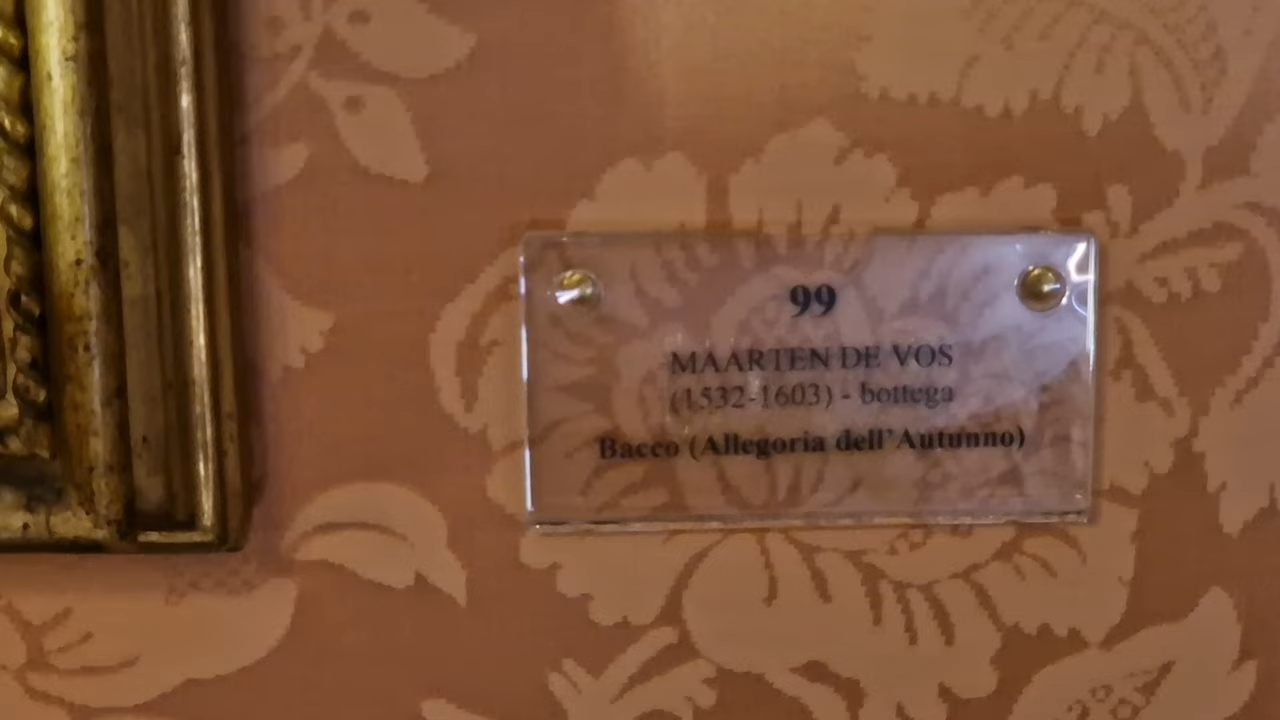 99
MAARTEN DE VOS
(1532-1603) - bottega
Bacco (Allegoria dell'Autunno)